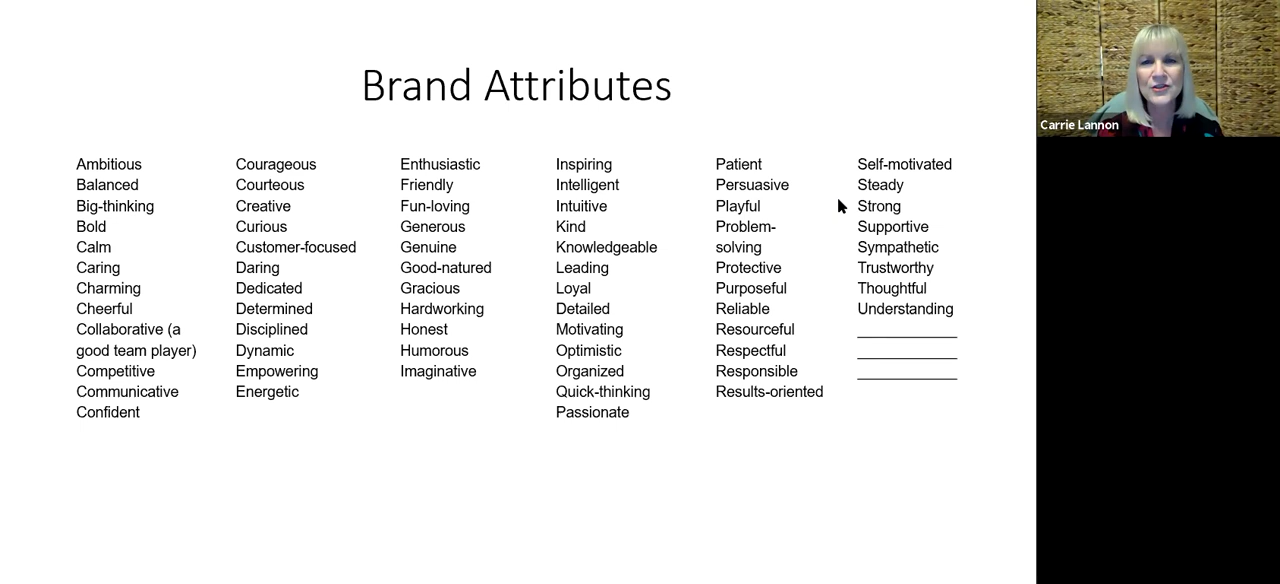 Brand Attributes
Ambitious
Balanced
Big-thinking
Bold
Calm
Caring
Charming
Cheerful
Collaborative (a
good team player)
Competitive
Communicative
Confident
Courageous
Courteous
Creative
Curious
Customer-focused
Daring
Dedicated
Determined
Disciplined
Dynamic
Empowering
Energetic
Enthusiastic
Friendly
Fun-loving
Generous
Genuine
Good-natured
Gracious
Hardworking
Honest
Humorous
Imaginative
Inspiring
Intelligent
Intuitive
Kind
Knowledgeable
Leading
Loyal
Detailed
Motivating
Optimistic
Organized
Quick-thinking
Passionate
Patient
Persuasive
Playful
Problem-
solving
Protective
Purposeful
Reliable
Resourceful
Respectful
Responsible
Results-oriented
Self-motivated
Steady
Strong
Supportive
Sympathetic
Trustworthy
Thoughtful
Understanding
Carrie Lannon